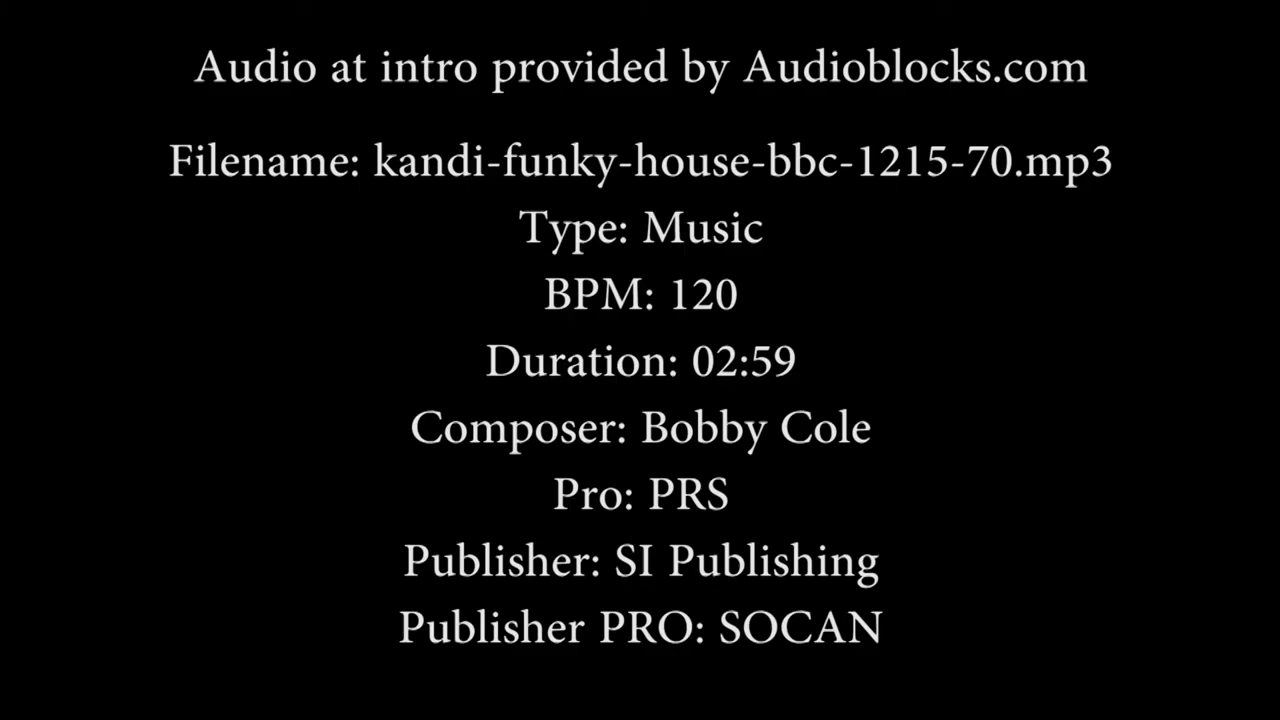 Audio at intro provided by Audioblocks.com
Filename: kandi-funky-house-bbc-1215-70.mp3
Type: Music
BPM: 120
Duration: 02:59
Composer: Bobby Cole
Pro: PRS
Publisher: SI Publishing
Publisher PRO: SOCAN